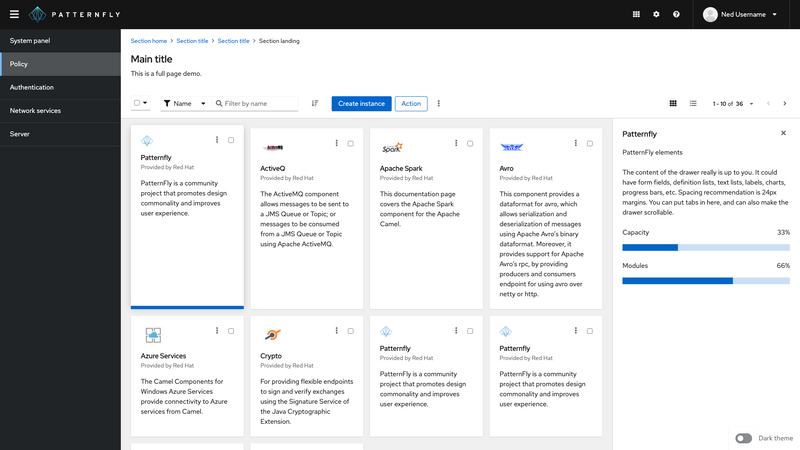 PATTERNFLY
Ned Username
System panel
Policy
Authentication
Network services
Server
Section home > Section title > Section title > Section landing
Main title
This is a full page demo.
Name
Filter by name
Create instance
Action
1 - 10 of 36
Patternfly
Provided by Red Hat
PatternFly is a community
project that promotes design
commonality and improves
user experience.
ActiveMQ
ActiveQ
Provided by Red Hat
The ActiveMQ component
allows messages to be sent to
a JMS Queue or Topic; or
messages to be consumed
from a JMS Queue or Topic
using Apache ActiveMQ.
Spark
Apache Spark
Provided by Red Hat
This documentation page
covers the Apache Spark
component for the Apache
Camel.
Avro
Provided by Red Hat
This component provides a
dataformat for avro, which
allows serialization and
deserialization of messages
using Apache Avro's binary
dataformat. Moreover, it
provides support for Apache
Avro's rpc, by providing
producers and consumers
endpoint for using avro over
netty or http.
Azure Services
Provided by Red Hat
The Camel Components for
Windows Azure Services
provide connectivity to Azure
services from Camel.
Crypto
Provided by Red Hat
For providing flexible endpoints
to sign and verify exchanges
using the Signature Service of
the Java Cryptographic
Extension.
Patternfly
Provided by Red Hat
PatternFly is a community
project that promotes design
commonality and improves
user experience.
Patternfly
Provided by Red Hat
PatternFly is a community
project that promotes design
commonality and improves
user experience.
Patternfly
PatternFly elements
The content of the drawer really is up to you. It could
have form fields, definition lists, text lists, labels, charts,
progress bars, etc. Spacing recommendation is 24px
margins. You can put tabs in here, and can also make the
drawer scrollable.
Capacity 33%
Modules 66%
Dark theme